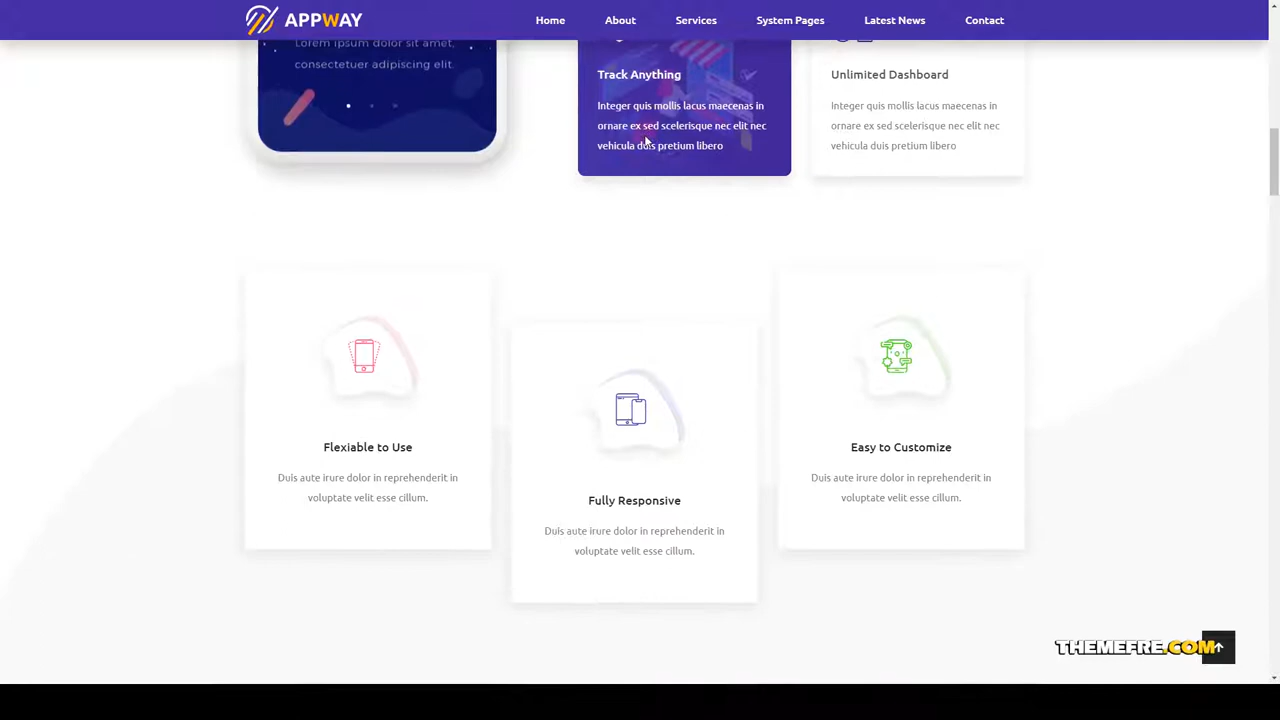 APPWAY
Home About Services System Pages Latest News Contact
Lorem ipsum dolor sit amet,
consectetuer adipiscing elit.
Track Anything
Integer quis mollis lacus maecenas in
ornare ex sed scelerisque nec elit nec
vehicula duis pretium libero
Unlimited Dashboard
Integer quis mollis lacus maecenas in
ornare ex sed scelerisque nec elit nec
vehicula duis pretium libero
Flexiable to Use
Duis aute irure dolor in reprehenderit in
voluptate velit esse cillum.
Fully Responsive
Duis aute irure dolor in reprehenderit in
voluptate velit esse cillum.
Easy to Customize
Duis aute irure dolor in reprehenderit in
voluptate velit esse cillum.
THEMEFRE.COM